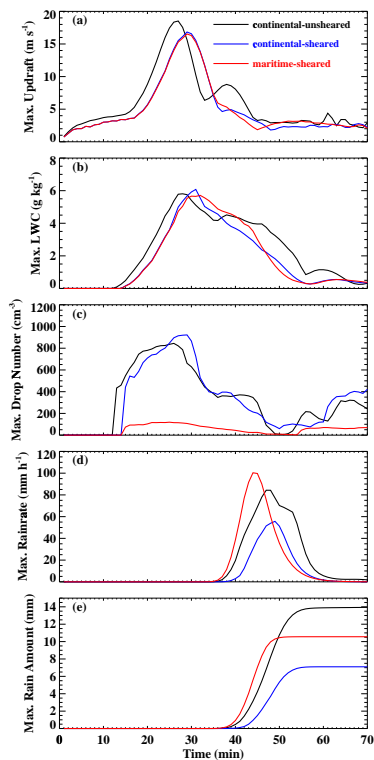 20
(a)
continental-unsheared
continental-sheared
maritime-sheared
15
10
5
0
Max. Updraft (m s⁻¹)
8
(b)
6
4
2
0
Max. LWC (g kg⁻¹)
1200
(c)
1000
800
600
400
200
0
Max. Drop Number (cm⁻³)
120
(d)
100
80
60
40
20
0
Max. Rainrate (mm h⁻¹)
14
(e)
12
10
8
6
4
2
0
Max. Rain Amount (mm)
0 10 20 30 40 50 60 70
Time (min)